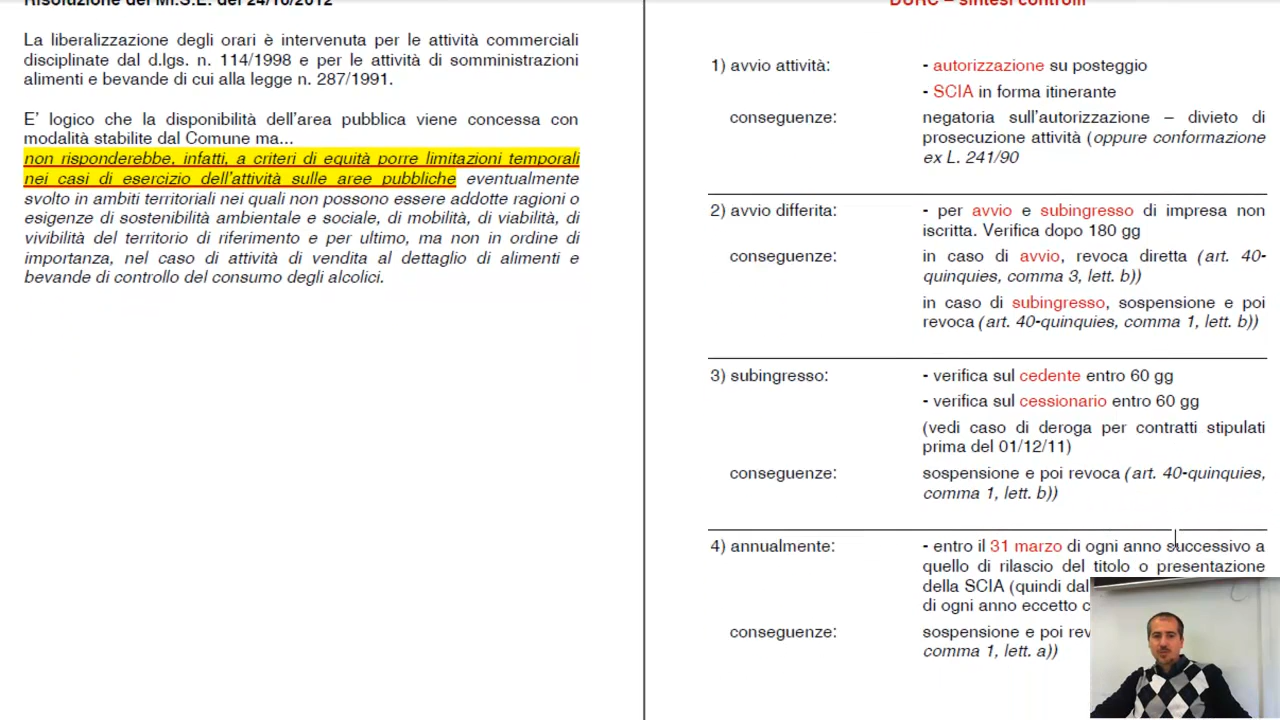 Risoluzione del Mi.S.E. del 24/10/2012
La liberalizzazione degli orari è intervenuta per le attività commerciali
disciplinate dal d.lgs. n. 114/1998 e per le attività di somministrazioni
alimenti e bevande di cui alla legge n. 287/1991.
E' logico che la disponibilità dell'area pubblica viene concessa con
modalità stabilite dal Comune ma...
non risponderebbe, infatti, a criteri di equità porre limitazioni temporali
nei casi di esercizio dell'attività sulle aree pubbliche eventualmente
svolto in ambiti territoriali nei quali non possono essere addotte ragioni o
esigenze di sostenibilità ambientale e sociale, di mobilità, di viabilità, di
vivibilità del territorio di riferimento e per ultimo, ma non in ordine di
importanza, nel caso di attività di vendita al dettaglio di alimenti e
bevande di controllo del consumo degli alcolici.
DURC – sintesi controlli
1) avvio attività: - autorizzazione su posteggio
- SCIA in forma itinerante
conseguenze: negatoria sull'autorizzazione – divieto di
prosecuzione attività (oppure conformazione
ex L. 241/90
2) avvio differita: - per avvio e subingresso di impresa non
iscritta. Verifica dopo 180 gg
conseguenze: in caso di avvio, revoca diretta (art. 40-
quinquies, comma 3, lett. b))
in caso di subingresso, sospensione e poi
revoca (art. 40-quinquies, comma 1, lett. b))
3) subingresso: - verifica sul cedente entro 60 gg
- verifica sul cessionario entro 60 gg
(vedi caso di deroga per contratti stipulati
prima del 01/12/11)
conseguenze: sospensione e poi revoca (art. 40-quinquies,
comma 1, lett. b))
4) annualmente: - entro il 31 marzo di ogni anno successivo a
quello di rilascio del titolo o presentazione
della SCIA (quindi dal
di ogni anno eccetto
conseguenze: sospensione e poi
comma 1, lett. a))